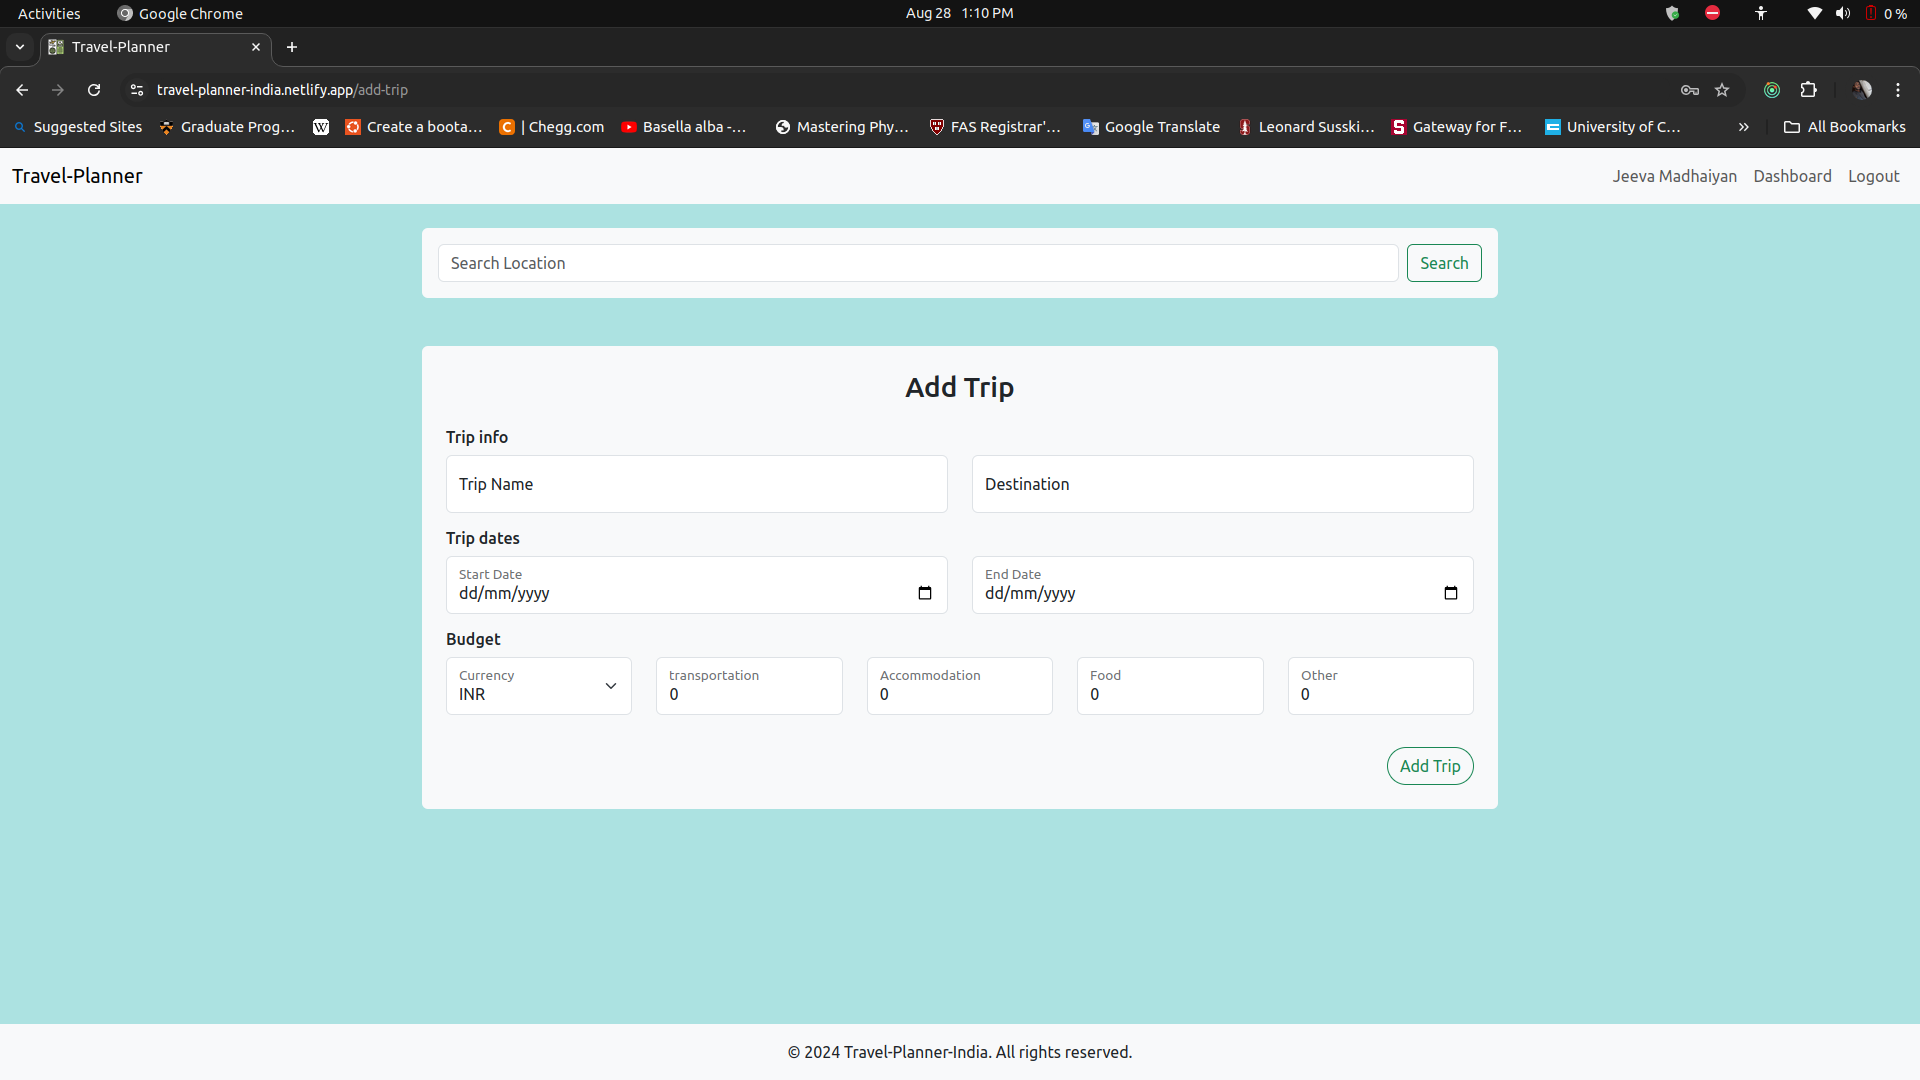 Activities Google Chrome Aug 28 1:10 PM 0 %
Travel-Planner
travel-planner-india.netlify.app/add-trip
Suggested Sites Graduate Prog... W Create a boota... C | Chegg.com Basella alba -... Mastering Phy... FAS Registrar'... Google Translate Leonard Susski... S Gateway for F... University of C... » All Bookmarks
Travel-Planner Jeeva Madhaiyan Dashboard Logout
Search Location Search
Add Trip
Trip info
Trip Name Destination
Trip dates
Start Date End Date
dd/mm/yyyy dd/mm/yyyy
Budget
Currency transportation Accommodation Food Other
INR 0 0 0 0
Add Trip
© 2024 Travel-Planner-India. All rights reserved.